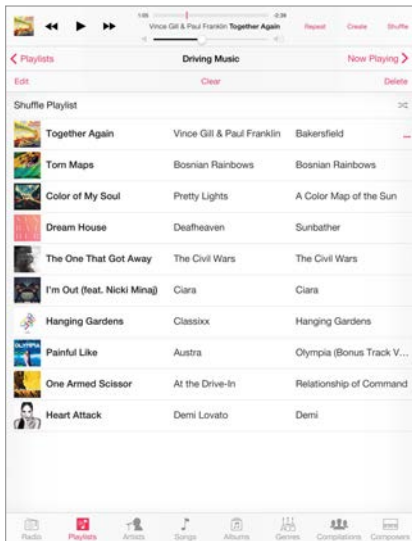 1:05 -0:39
Vince Gill & Paul Franklin Together Again
Repeat Create Shuffle
Playlists Driving Music Now Playing
Edit Clear Delete
Shuffle Playlist
Together Again Vince Gill & Paul Franklin Bakersfield
Torn Maps Bosnian Rainbows Bosnian Rainbows
Color of My Soul Pretty Lights A Color Map of the Sun
Dream House Deafheaven Sunbather
The One That Got Away The Civil Wars The Civil Wars
I'm Out (feat. Nicki Minaj) Ciara Ciara
Hanging Gardens Classixx Hanging Gardens
OLYMPIA
Painful Like Austra Olympia (Bonus Track V...
One Armed Scissor At the Drive-In Relationship of Command
Heart Attack Demi Lovato Demi
Radio Playlists Artists Songs Albums Genres Compilations Composers